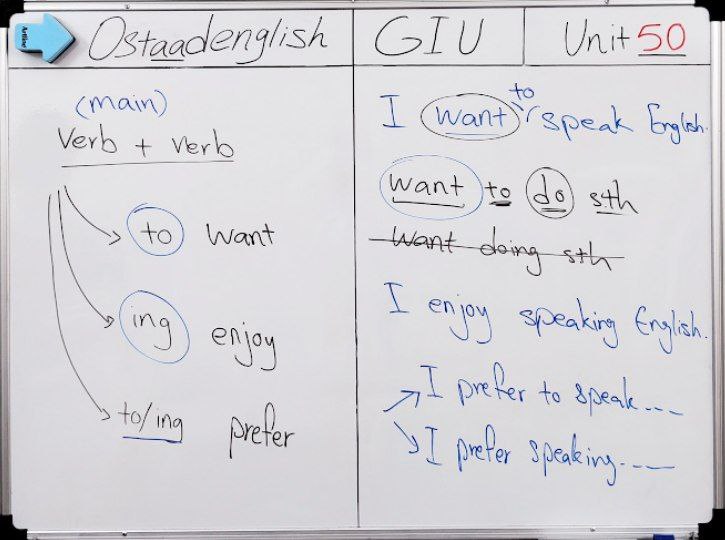 Ostaadenglish
GIU
Unit 50
(main)
Verb + verb
to want
ing enjoy
to/ing prefer
I want to speak English.
want to do sth
Want doing sth
I enjoy speaking English.
I prefer to speak....
I prefer speaking....